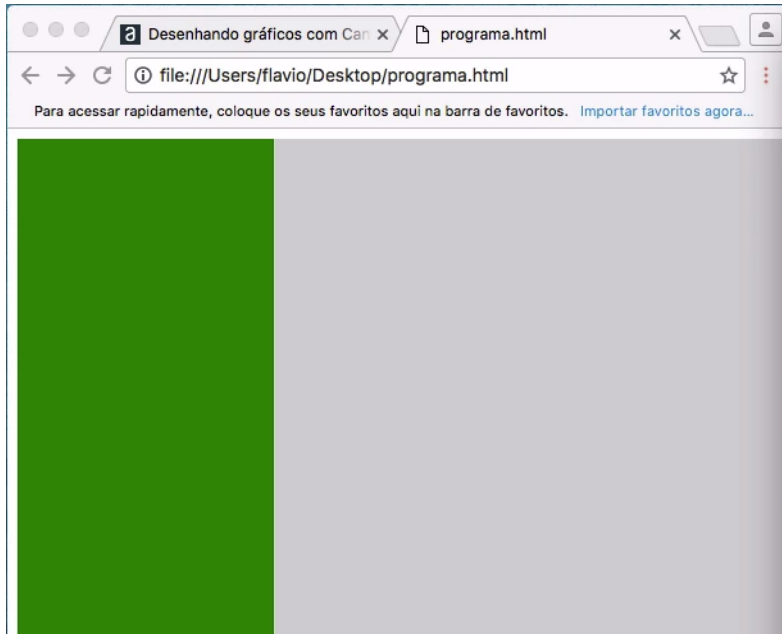 Desenhando gráficos com Can
programa.html
file:///Users/flavio/Desktop/programa.html
Para acessar rapidamente, coloque os seus favoritos aqui na barra de favoritos. Importar favoritos agora...